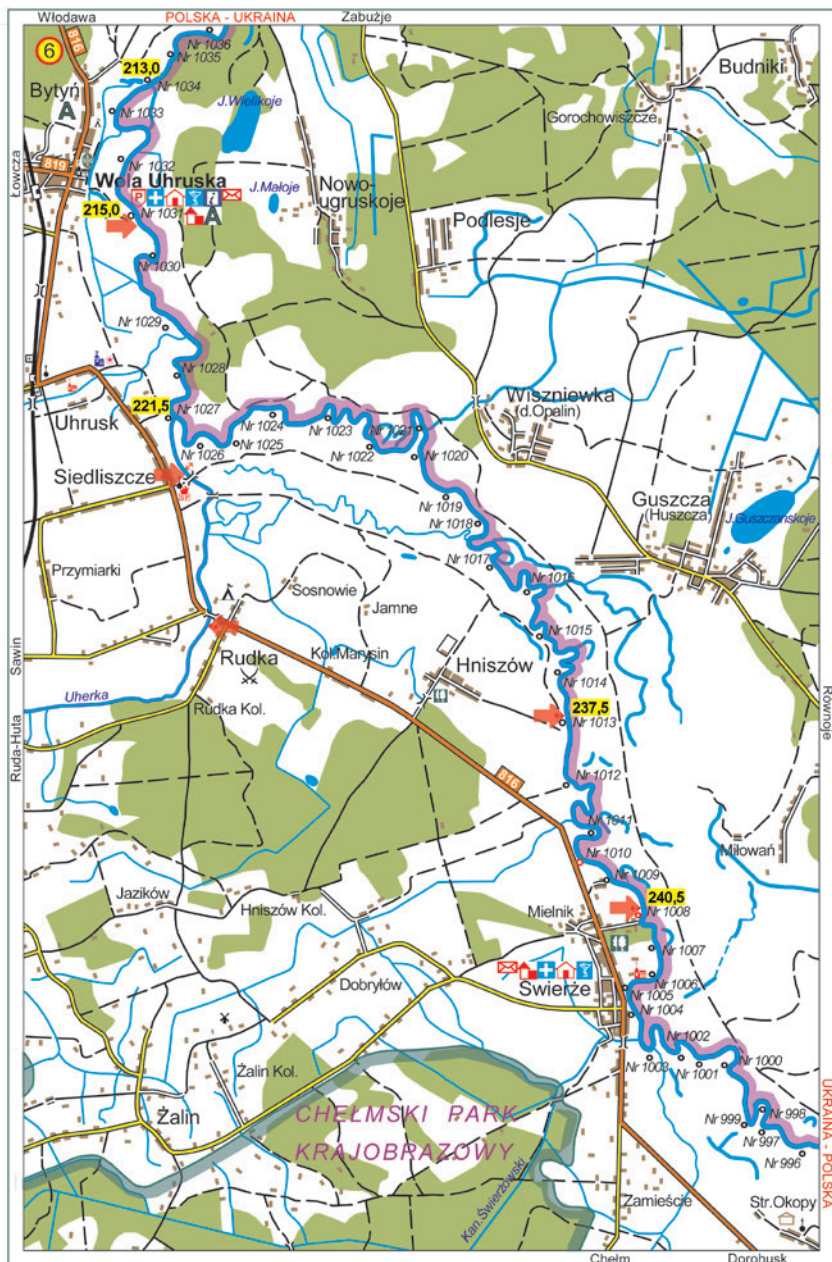 Włodawa
POLSKA - UKRAINA
Zabużje
6
816
Nr 1036
Nr 1035
213,0
Nr 1034
Budniki
Bytyń
A
J.Wielikoje
Nr 1033
Gorochowiszcze
819
Nr 1032
Łowcza
Wola Uhruska
J.Małoje
Nowo-
ugruskoje
P
i
215,0
Nr 1031
A
Podlesje
Nr 1030
Nr 1029
Nr 1028
Wiszniewka
(d.Opalin)
221,5
Nr 1027
Uhrusk
Nr 1024
Nr 1023
Nr 1021
Nr 1026
Nr 1025
Nr 1022
Nr 1020
Siedliszcze
Guszcza
(Huszcza)
J.Guszczanskoje
Nr 1019
Nr 1018
Przymiarki
Nr 1017
Nr 1016
Sosnowie
Jamne
Nr 1015
Sawin
Rudka
Kol.Marysin
Hniszów
Nr 1014
Uherka
Rudka Kol.
237,5
Nr 1013
Równoje
Ruda-Huta
816
Nr 1012
Nr 1011
Miłowań
Nr 1010
Nr 1009
Jazików
Hniszów Kol.
240,5
Nr 1008
Mielnik
Nr 1007
Dobryłów
Świerże
Nr 1006
Nr 1005
Nr 1004
Nr 1002
Nr 1000
Nr 1003
Nr 1001
Żalin Kol.
Żalin
CHEŁMSKI PARK
KRAJOBRAZOWY
Nr 998
Nr 999
Nr 997
Nr 996
UKRAINA - POLSKA
Kan.Świerżowski
Zamieście
Str.Okopy
Chełm
Dorohusk